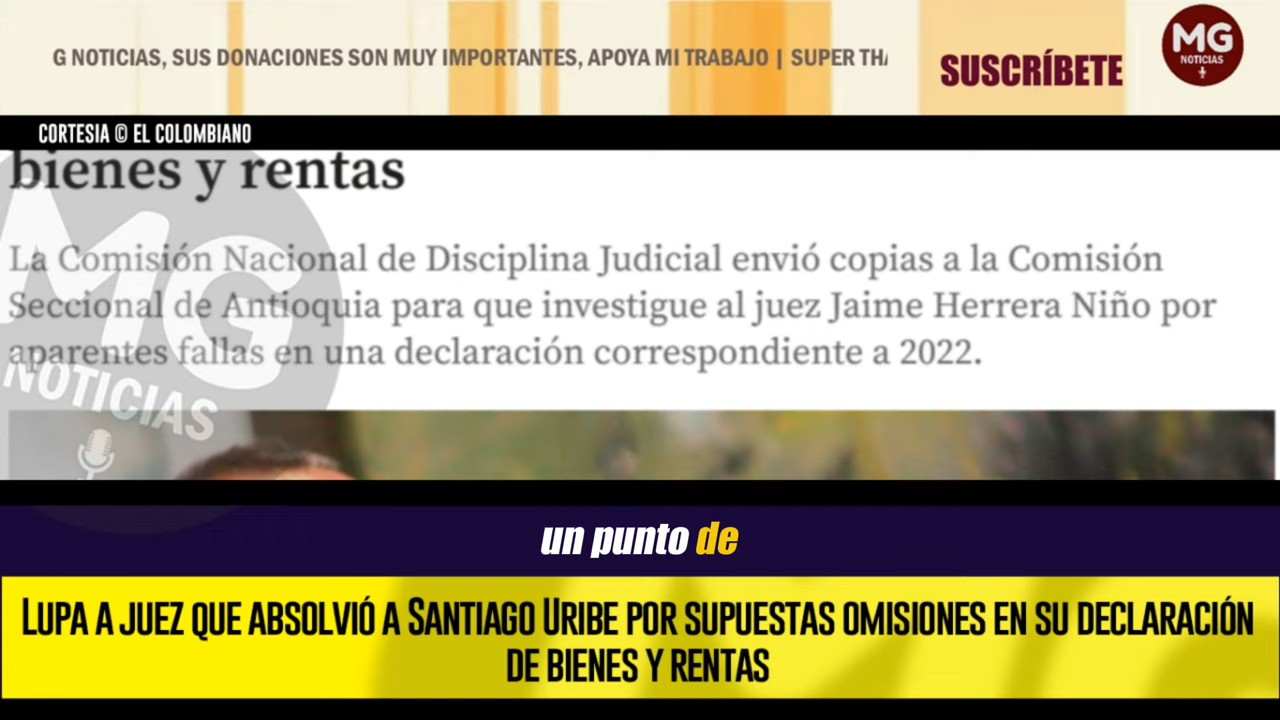 G NOTICIAS, SUS DONACIONES SON MUY IMPORTANTES, APOYA MI TRABAJO | SUPER
SUSCRÍBETE
MG
NOTICIAS
CORTESIA © EL COLOMBIANO
bienes y rentas
La Comisión Nacional de Disciplina Judicial envió copias a la Comisión
Seccional de Antioquia para que investigue al juez Jaime Herrera Niño por
aparentes fallas en una declaración correspondiente a 2022.
MG
NOTICIAS
un punto de
LUPA A JUEZ QUE ABSOLVIÓ A SANTIAGO URIBE POR SUPUESTAS OMISIONES EN SU DECLARACIÓN
DE BIENES Y RENTAS